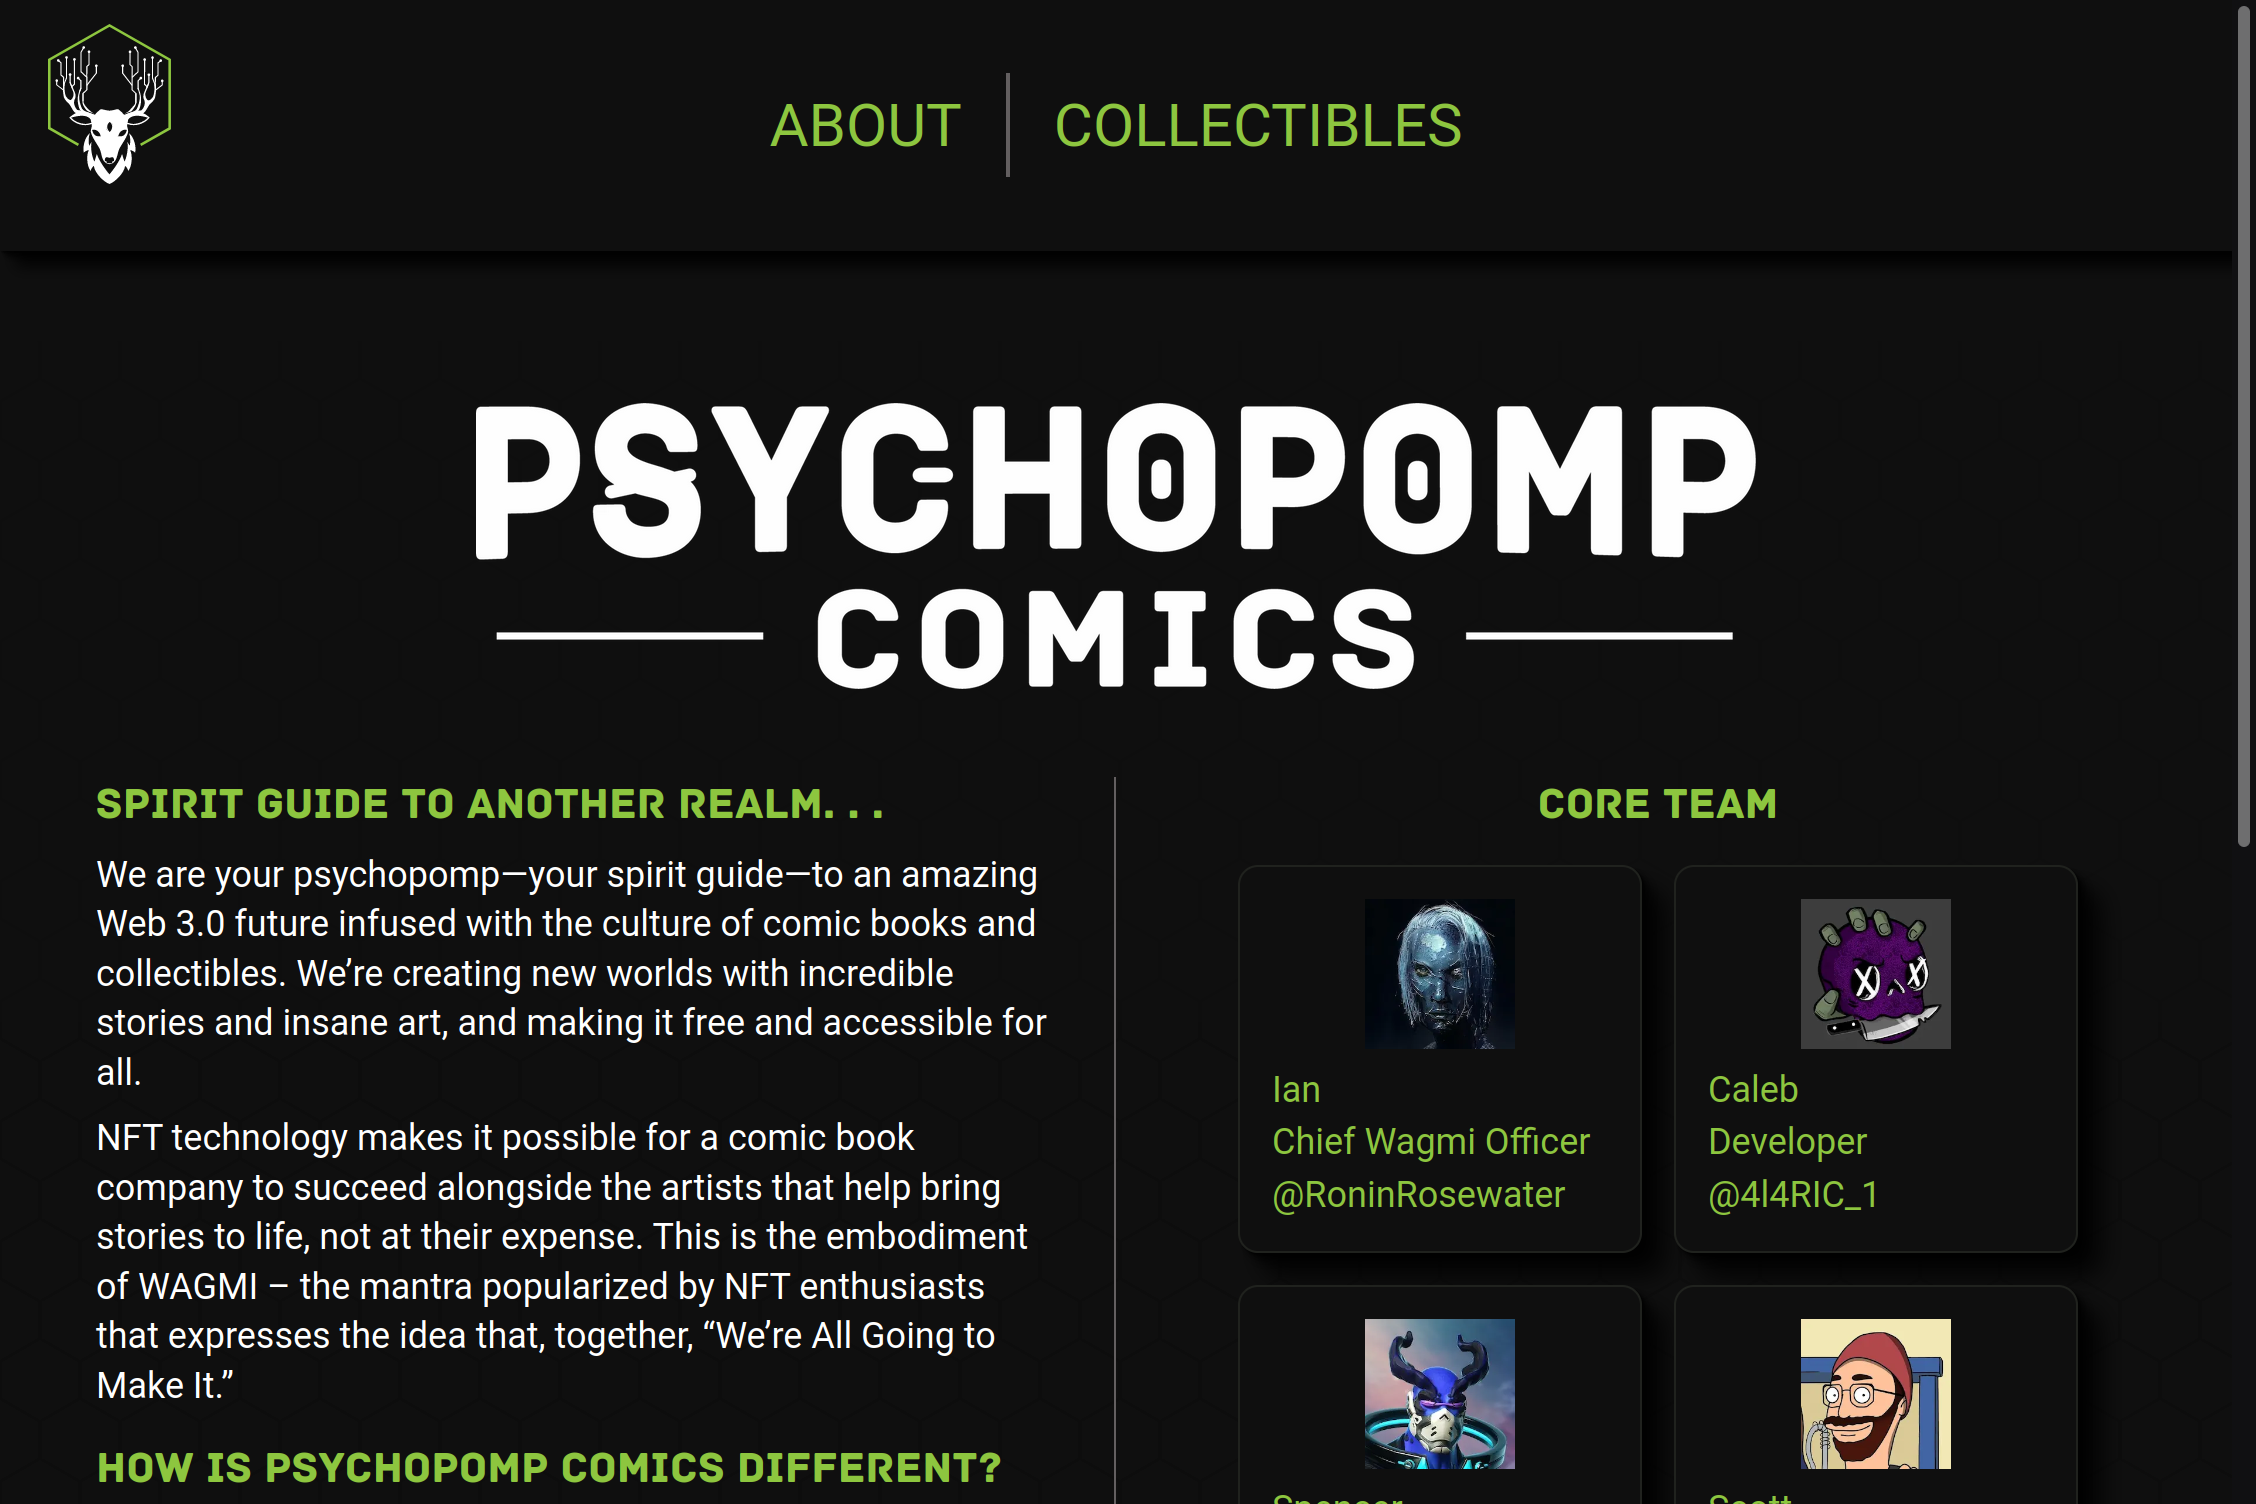 ABOUT
COLLECTIBLES
PSYCHOPOMP
COMICS
SPIRIT GUIDE TO ANOTHER REALM. . .
We are your psychopomp—your spirit guide—to an amazing
Web 3.0 future infused with the culture of comic books and
collectibles. We’re creating new worlds with incredible
stories and insane art, and making it free and accessible for
all.
NFT technology makes it possible for a comic book
company to succeed alongside the artists that help bring
stories to life, not at their expense. This is the embodiment
of WAGMI – the mantra popularized by NFT enthusiasts
that expresses the idea that, together, “We’re All Going to
Make It.”
HOW IS PSYCHOPOMP COMICS DIFFERENT?
CORE TEAM
Ian
Chief Wagmi Officer
@RoninRosewater
Caleb
Developer
@4l4RIC_1
Spencer
Scott